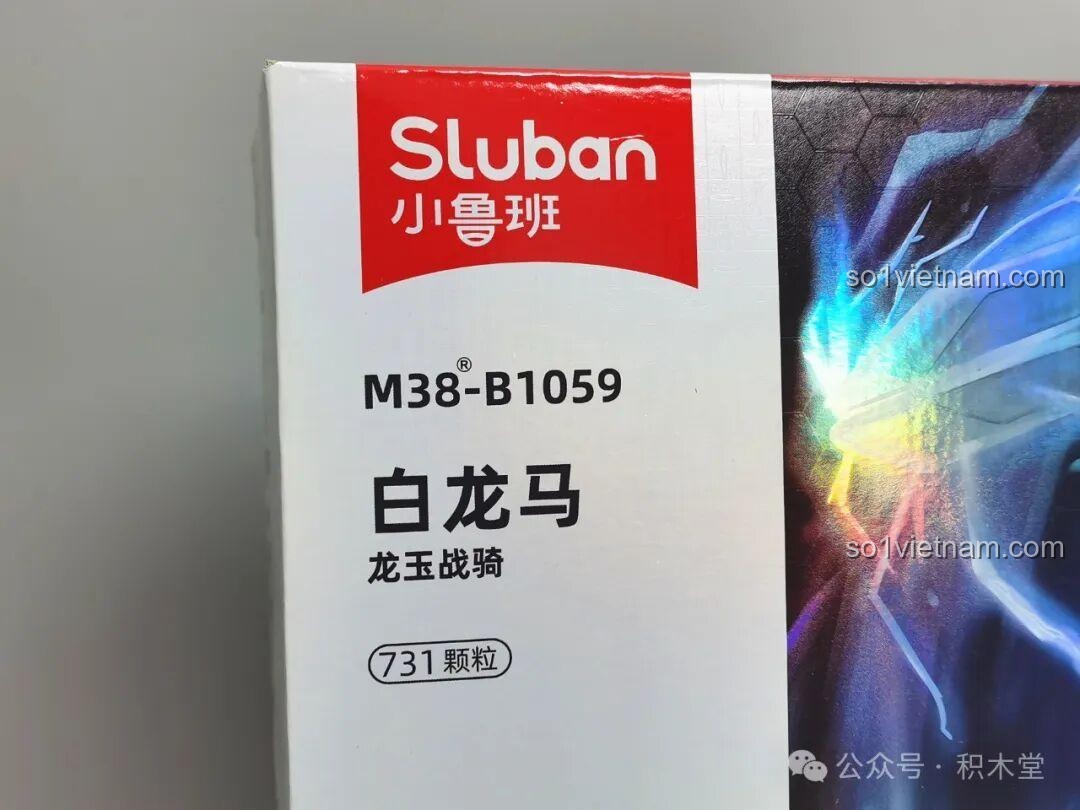 Sluban
小鲁班
M38®-B1059
白龙马
龙玉战骑
731颗粒
so1vietnam.com
so1vietnam.com
公众号·积木堂